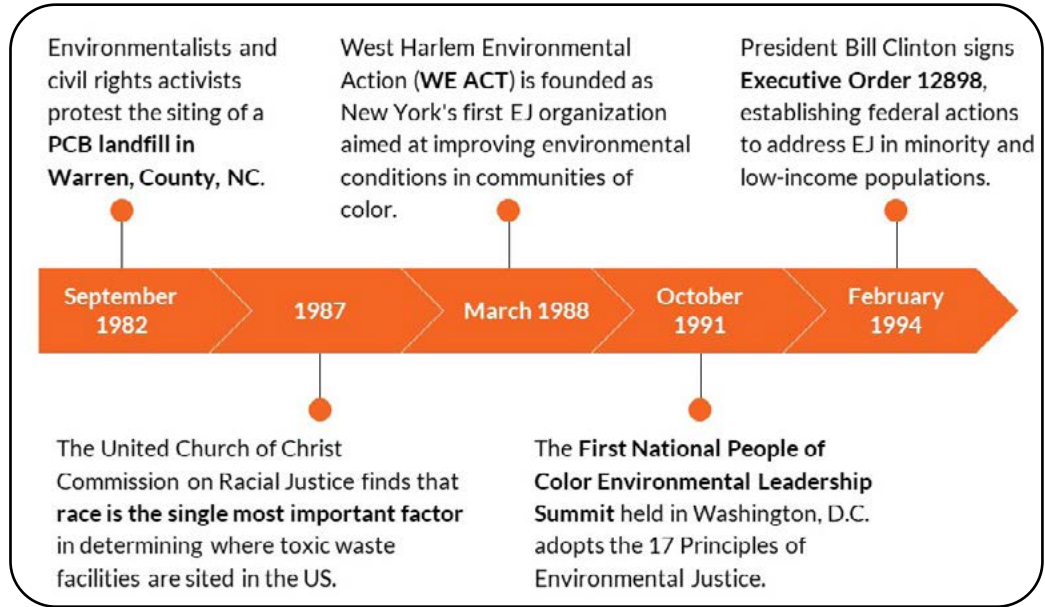 Environmentalists and
civil rights activists
protest the siting of a
PCB landfill in
Warren, County, NC.
West Harlem Environmental
Action (WE ACT) is founded as
New York's first EJ organization
aimed at improving environmental
conditions in communities of
color.
President Bill Clinton signs
Executive Order 12898,
establishing federal actions
to address EJ in minority and
low-income populations.
September
1982
1987
March 1988
October
1991
February
1994
The United Church of Christ
Commission on Racial Justice finds that
race is the single most important factor
in determining where toxic waste
facilities are sited in the US.
The First National People of
Color Environmental Leadership
Summit held in Washington, D.C.
adopts the 17 Principles of
Environmental Justice.